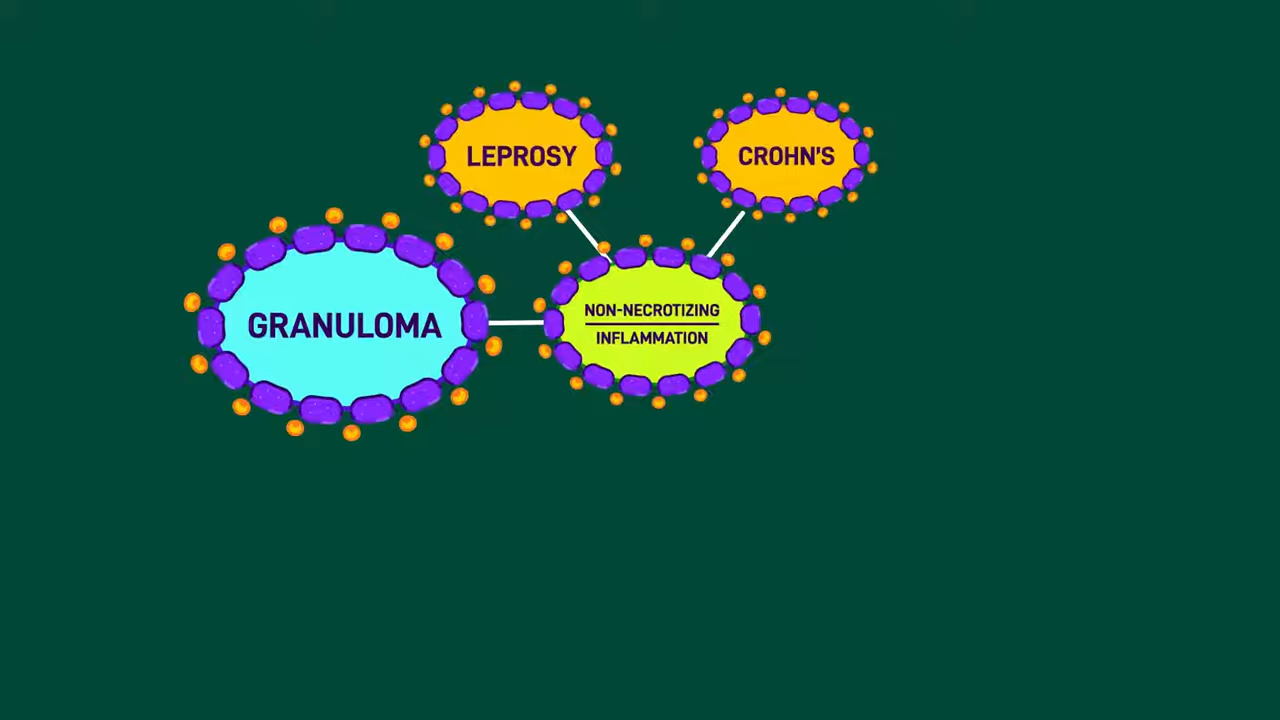 LEPROSY
CROHN'S
GRANULOMA
NON-NECROTIZING
INFLAMMATION